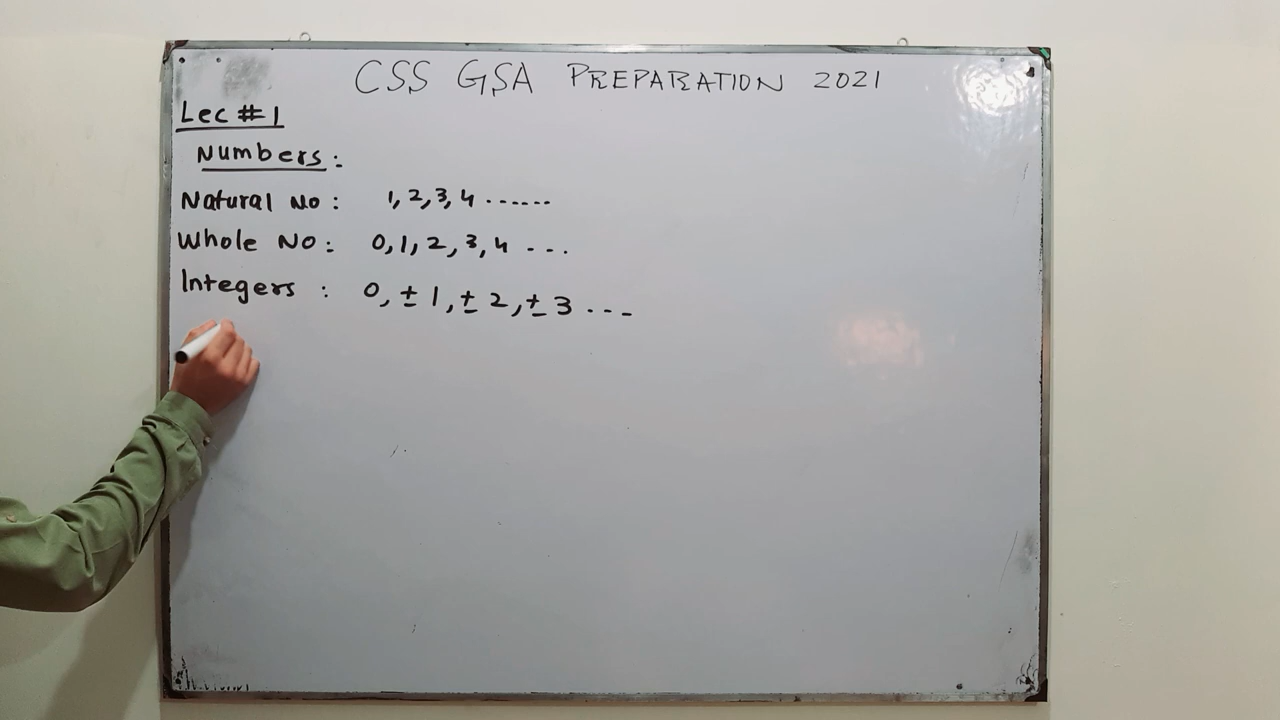 CSS GSA PREPARATION 2021
Lec #1
Numbers:
Natural No: 1, 2, 3, 4 ......
Whole No: 0, 1, 2, 3, 4 ...
Integers: 0, ± 1, ± 2, ± 3 ...